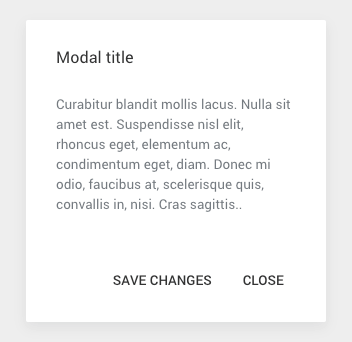 Modal title
Curabitur blandit mollis lacus. Nulla sit
amet est. Suspendisse nisl elit,
rhoncus eget, elementum ac,
condimentum eget, diam. Donec mi
odio, faucibus at, scelerisque quis,
convallis in, nisi. Cras sagittis..
SAVE CHANGES CLOSE